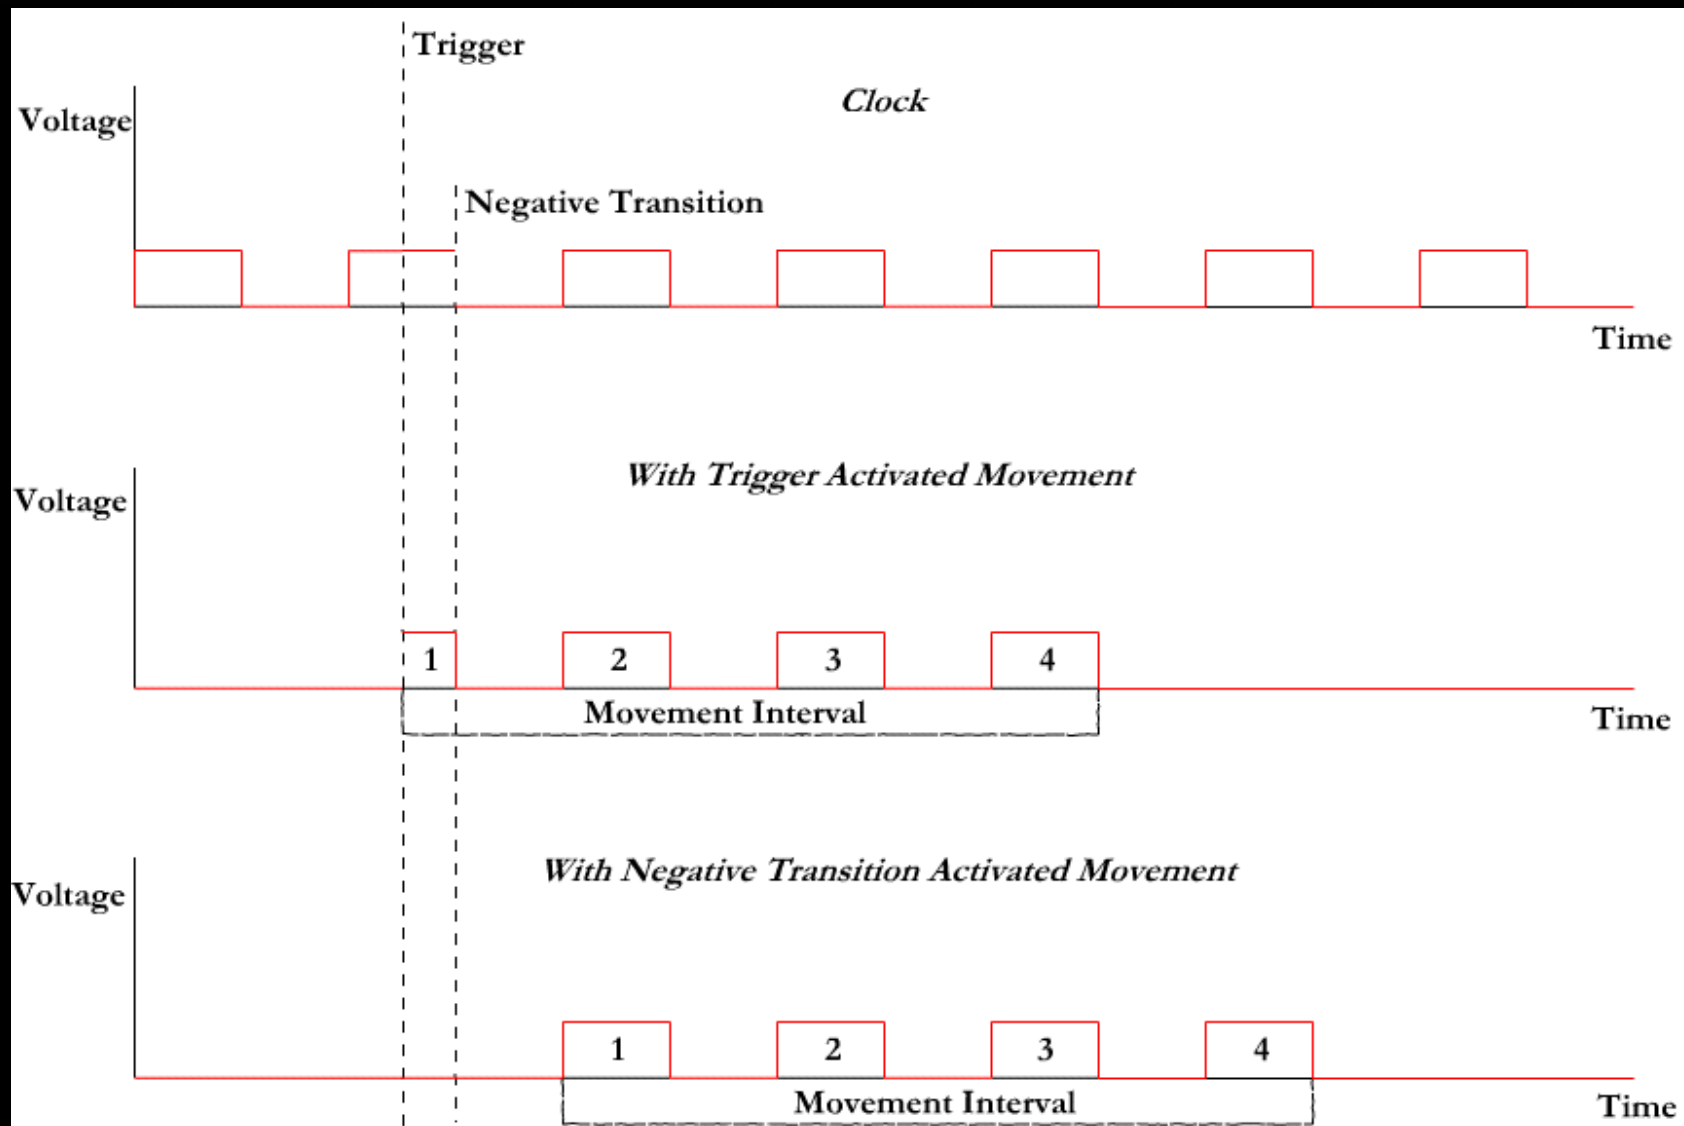 Trigger
Clock
Voltage
Negative Transition
Time
With Trigger Activated Movement
Voltage
1 2 3 4
Movement Interval
Time
With Negative Transition Activated Movement
Voltage
1 2 3 4
Movement Interval
Time